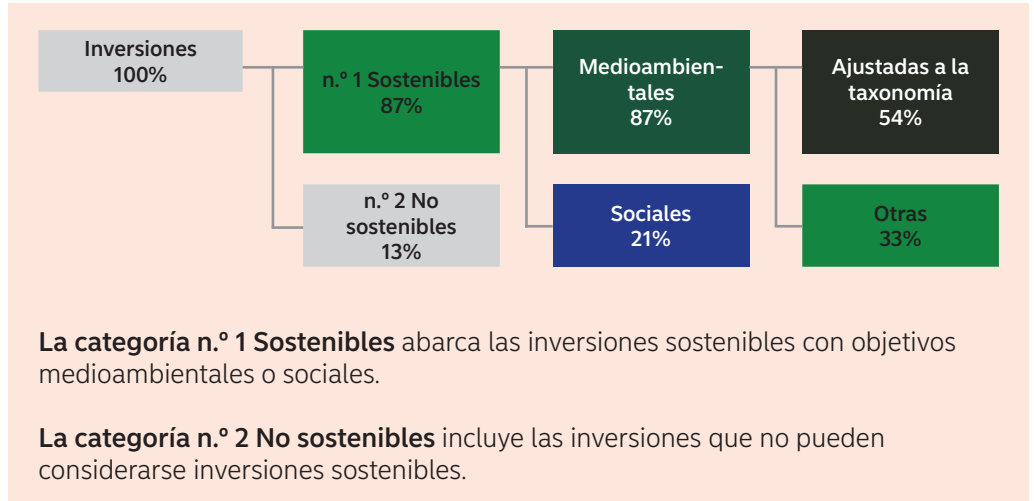 Inversiones
100%
n.º 1 Sostenibles
87%
Medioambien-
tales
87%
Ajustadas a la
taxonomía
54%
n.º 2 No
sostenibles
13%
Sociales
21%
Otras
33%
La categoría n.º 1 Sostenibles abarca las inversiones sostenibles con objetivos
medioambientales o sociales.
La categoría n.º 2 No sostenibles incluye las inversiones que no pueden
considerarse inversiones sostenibles.